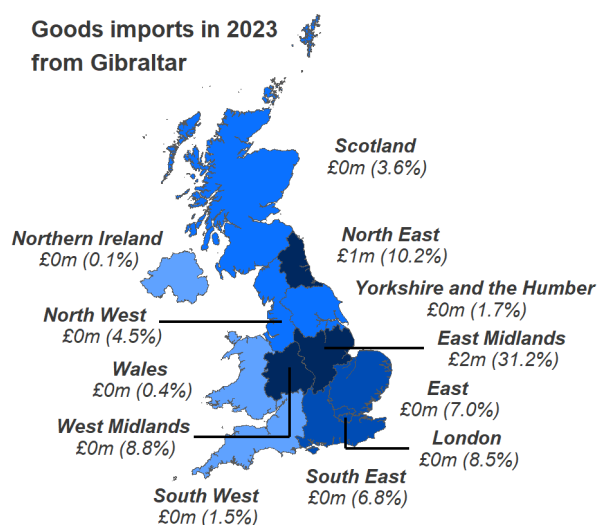 Goods imports in 2023
from Gibraltar
Scotland
£0m (3.6%)
Northern Ireland
£0m (0.1%)
North East
£1m (10.2%)
Yorkshire and the Humber
£0m (1.7%)
North West
£0m (4.5%)
East Midlands
£2m (31.2%)
Wales
£0m (0.4%)
East
£0m (7.0%)
West Midlands
£0m (8.8%)
London
£0m (8.5%)
South East
£0m (6.8%)
South West
£0m (1.5%)